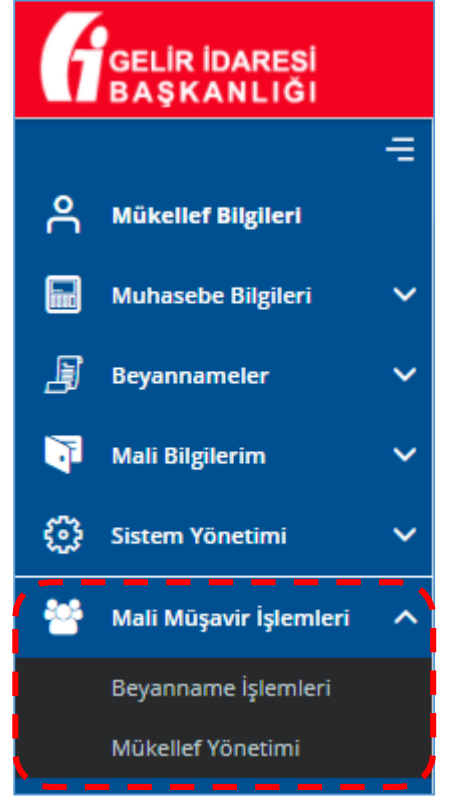 GELİR İDARESİ
BAŞKANLIĞI
Mükellef Bilgileri
Muhasebe Bilgileri
Beyannameler
Mali Bilgilerim
Sistem Yönetimi
Mali Müşavir İşlemleri
Beyanname İşlemleri
Mükellef Yönetimi